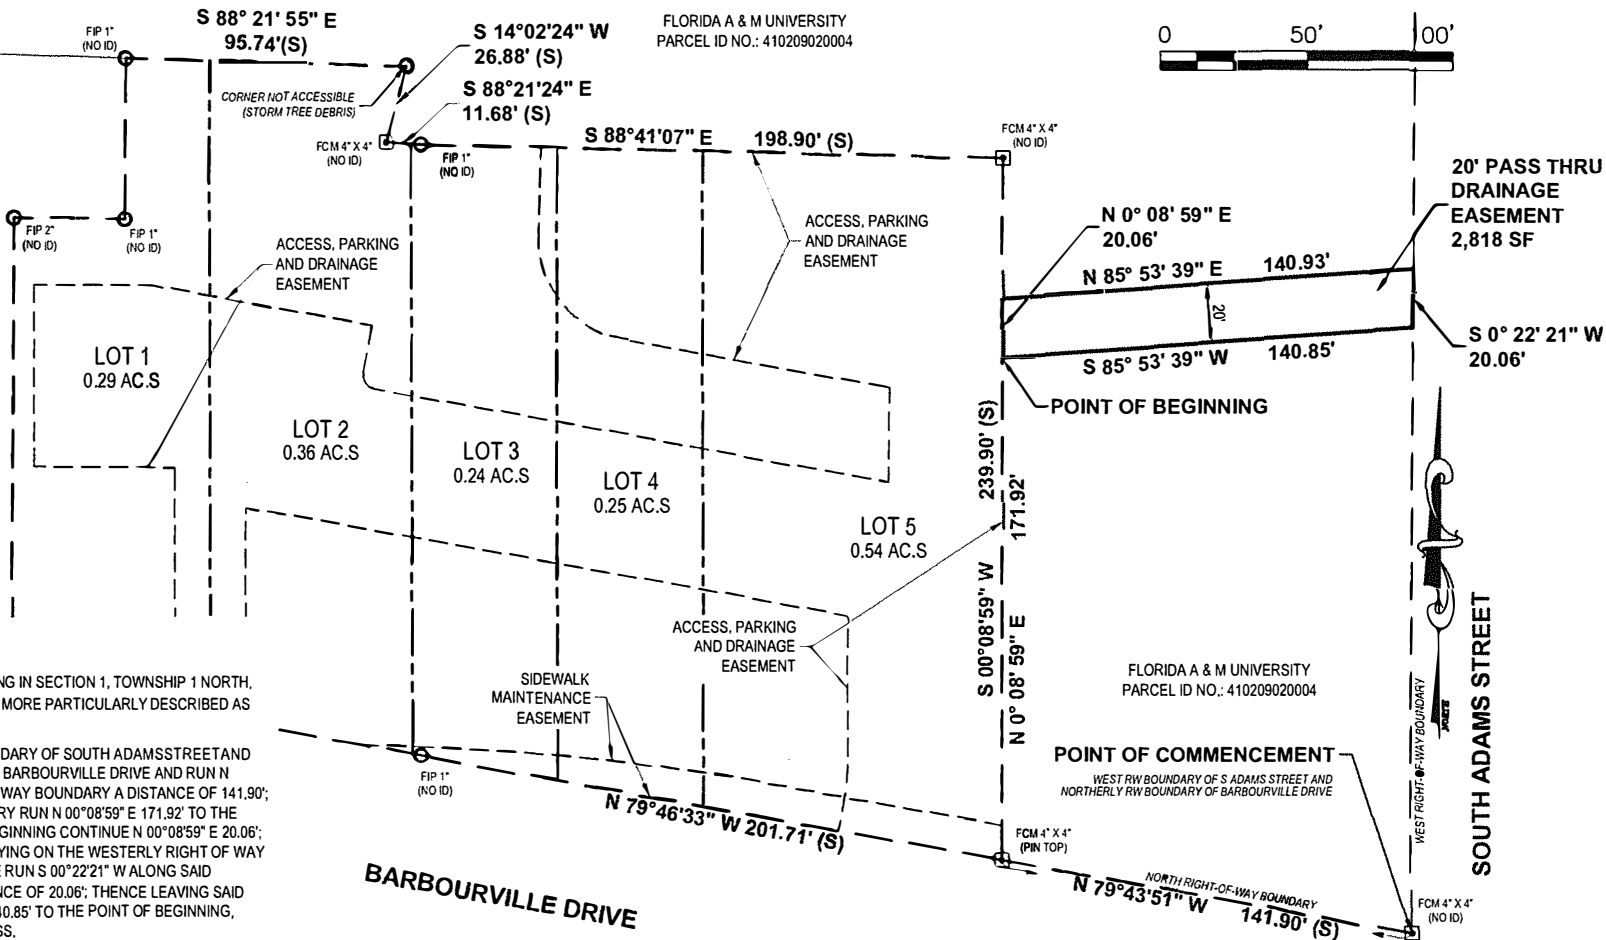 S 88° 21' 55" E
95.74'(S)
FIP 1"
(NO ID)
S 14°02'24" W
26.88' (S)
FLORIDA A & M UNIVERSITY
PARCEL ID NO.: 410209020004
0 50' 100'
CORNER NOT ACCESSIBLE
(STORM TREE DEBRIS)
S 88°21'24" E
11.68' (S)
FCM 4" X 4"
(NO ID)
FIP 1"
(NO ID)
S 88°41'07" E 198.90' (S)
FCM 4" X 4"
(NO ID)
20' PASS THRU
DRAINAGE
EASEMENT
2,818 SF
FIP 2"
(NO ID)
FIP 1"
(NO ID)
ACCESS, PARKING
AND DRAINAGE
EASEMENT
ACCESS, PARKING
AND DRAINAGE
EASEMENT
N 0° 08' 59" E
20.06'
N 85° 53' 39" E 140.93'
20'
S 85° 53' 39" W 140.85'
S 0° 22' 21" W
20.06'
POINT OF BEGINNING
LOT 1
0.29 AC.S
LOT 2
0.36 AC.S
LOT 3
0.24 AC.S
LOT 4
0.25 AC.S
LOT 5
0.54 AC.S
S 00°08'59" W 239.90' (S)
N 0° 08' 59" E 171.92'
ACCESS, PARKING
AND DRAINAGE
EASEMENT
SIDEWALK
MAINTENANCE
EASEMENT
FLORIDA A & M UNIVERSITY
PARCEL ID NO.: 410209020004
WEST RIGHT-OF-WAY BOUNDARY
SOUTH ADAMS STREET
POINT OF COMMENCEMENT
WEST RW BOUNDARY OF S ADAMS STREET AND
NORTHERLY RW BOUNDARY OF BARBOURVILLE DRIVE
NG IN SECTION 1, TOWNSHIP 1 NORTH,
MORE PARTICULARLY DESCRIBED AS
DARY OF SOUTH ADAMSSTREETAND
BARBOURVILLE DRIVE AND RUN N
WAY BOUNDARY A DISTANCE OF 141.90';
RY RUN N 00°08'59" E 171.92' TO THE
GINNING CONTINUE N 00°08'59" E 20.06';
YING ON THE WESTERLY RIGHT OF WAY
E RUN S 00°22'21" W ALONG SAID
NCE OF 20.06'; THENCE LEAVING SAID
40.85' TO THE POINT OF BEGINNING,
SS.
FIP 1"
(NO ID)
N 79°46'33" W 201.71' (S)
FCM 4" X 4"
(PIN TOP)
BARBOURVILLE DRIVE
NORTH RIGHT-OF-WAY BOUNDARY
N 79°43'51" W 141.90' (S)
FCM 4" X 4"
(NO ID)